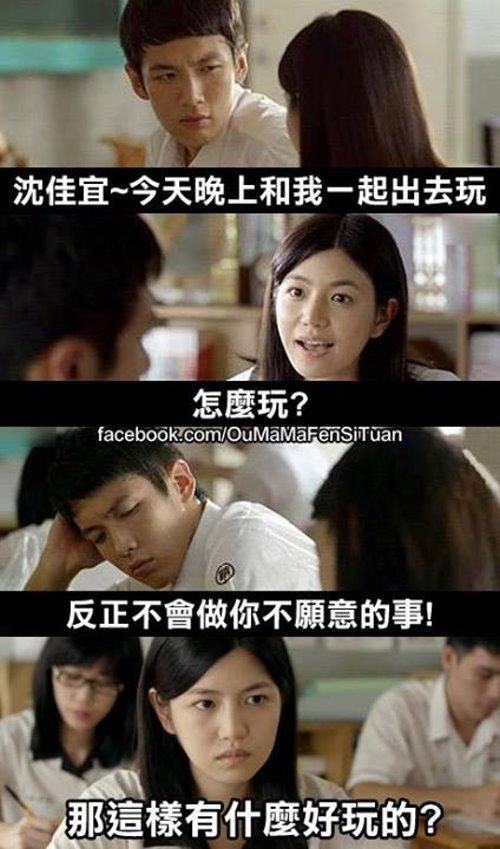 沈佳宜~今天晚上和我一起出去玩
怎麼玩?
facebook.com/OuMaMaFenSiTuan
反正不會做你不願意的事!
那這樣有什麼好玩的?